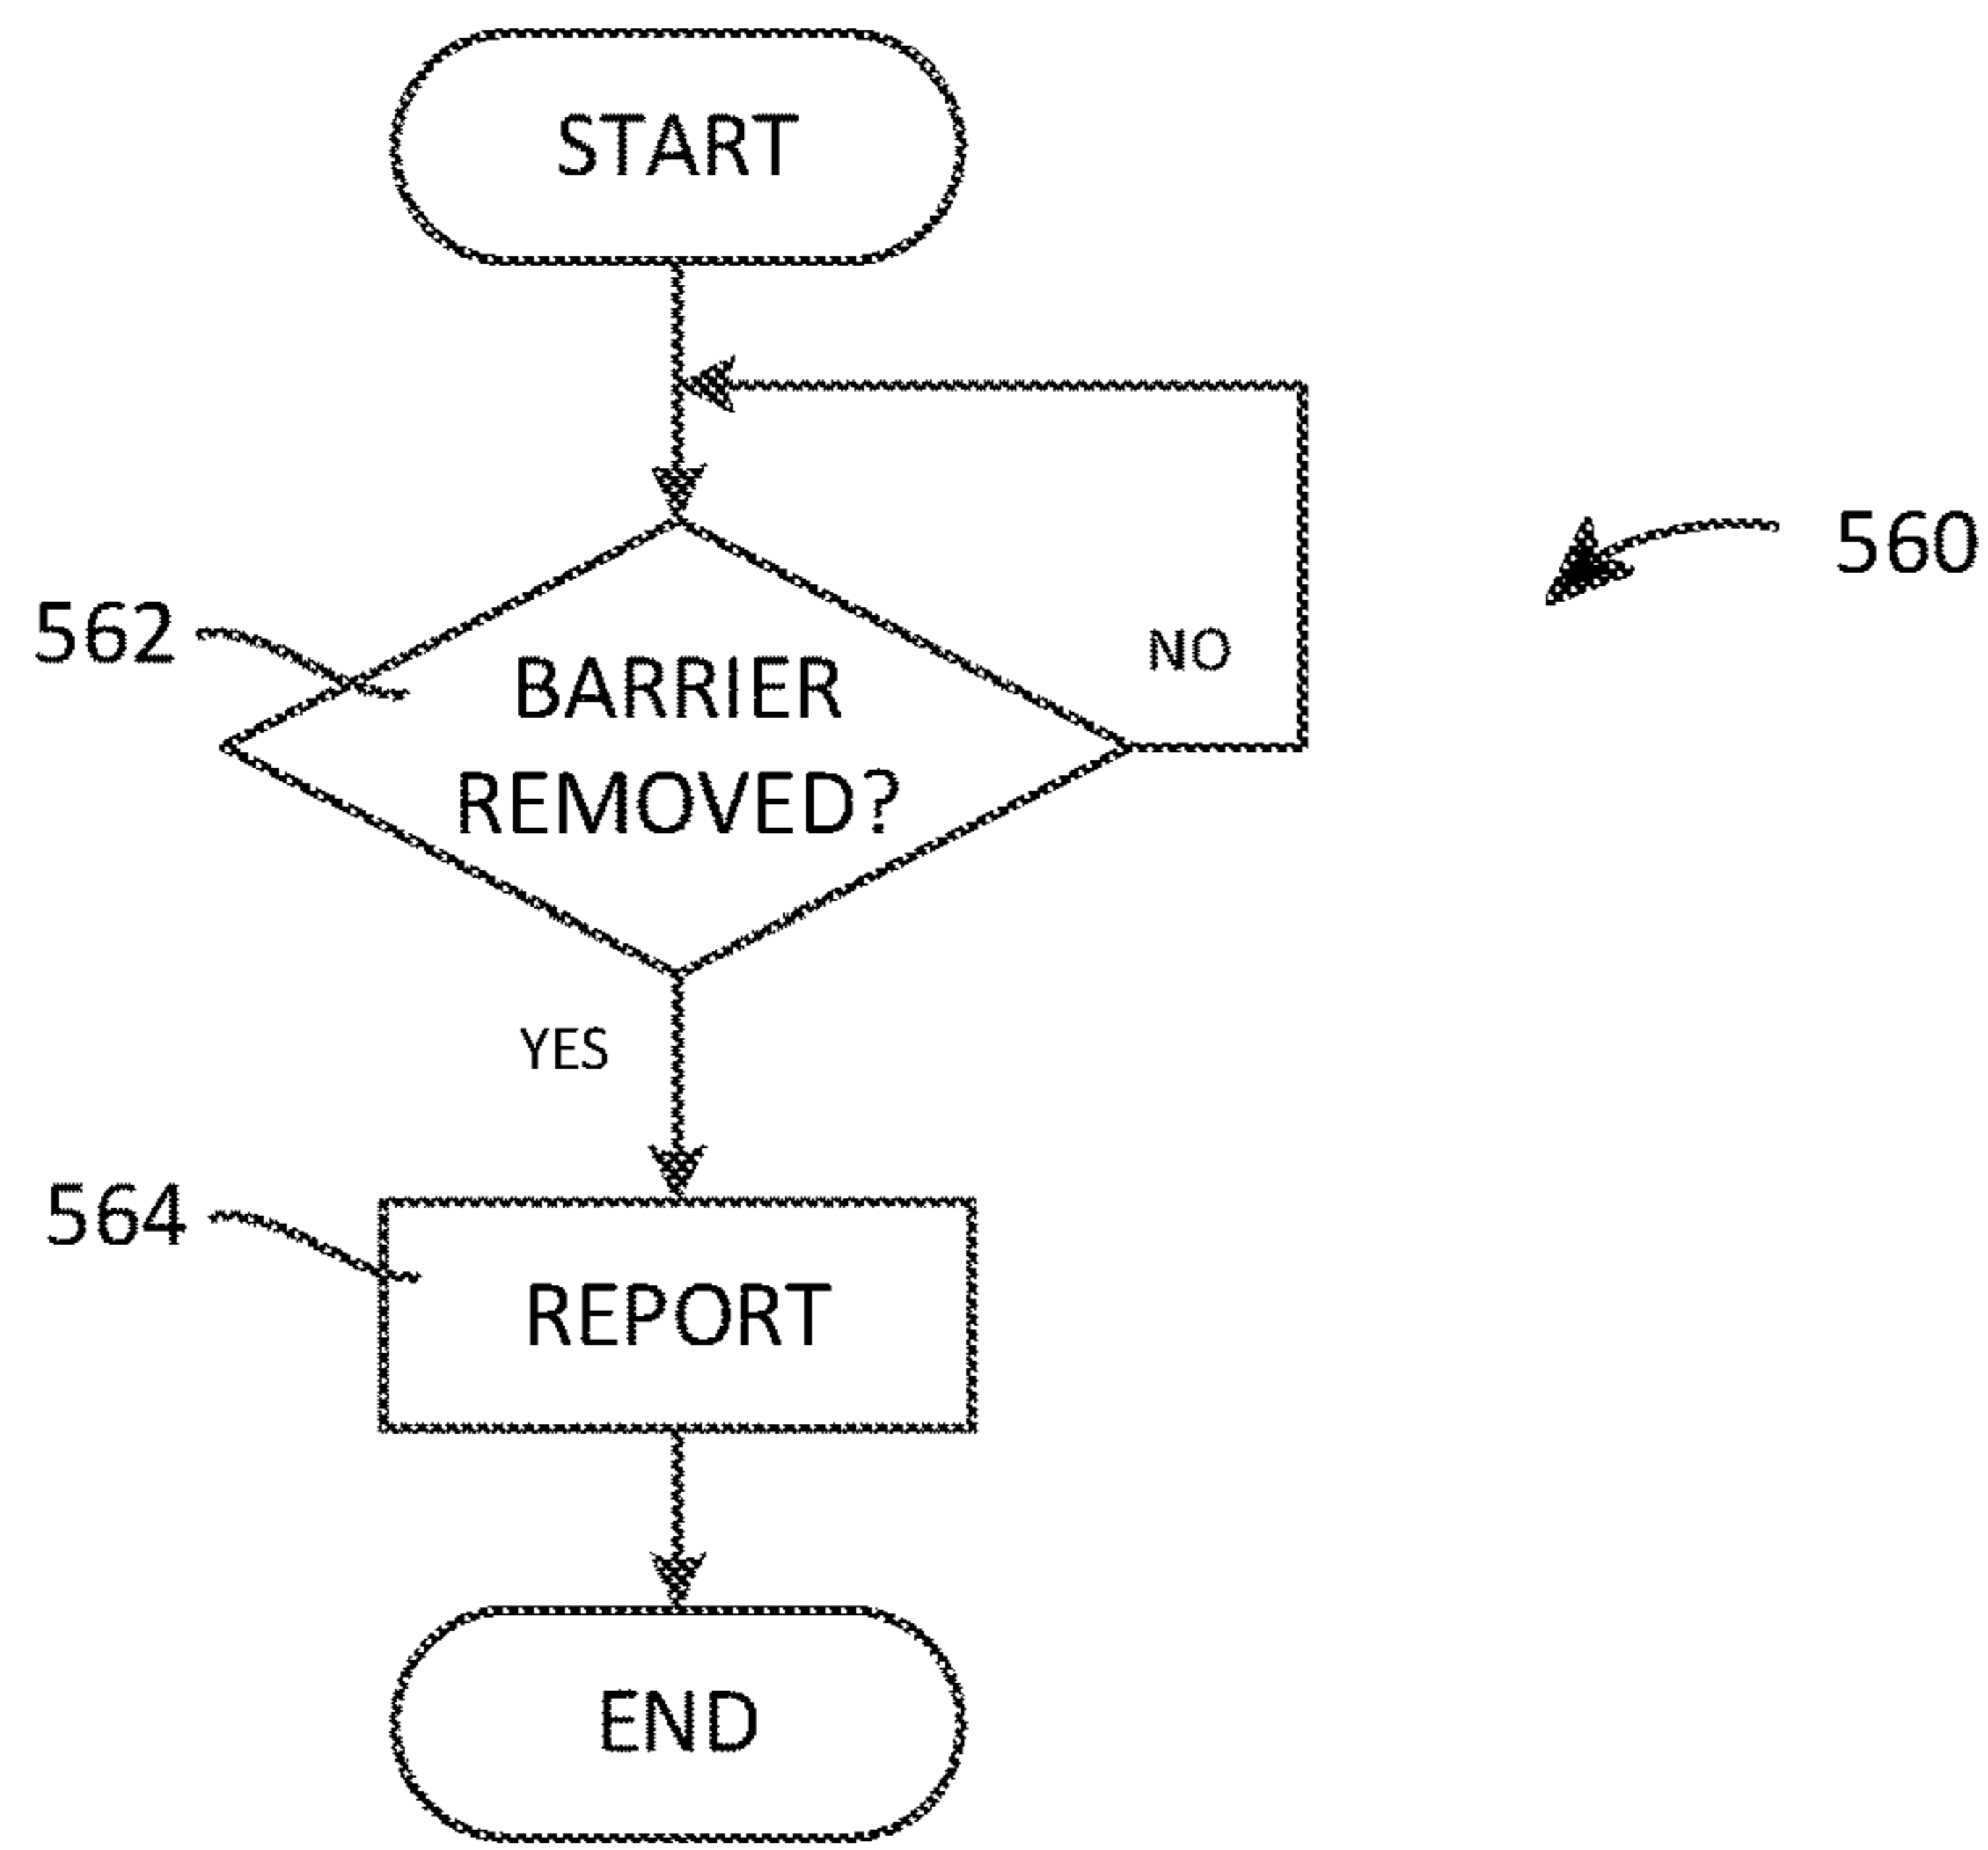 START
560
562
BARRIER
REMOVED?
NO
YES
564
REPORT
END